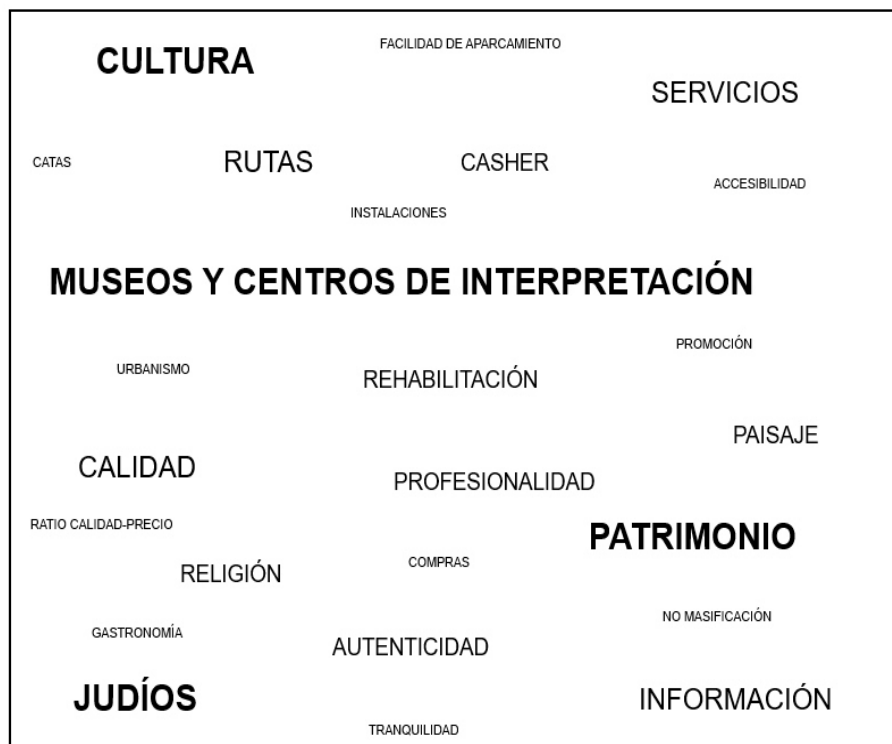 CULTURA
FACILIDAD DE APARCAMIENTO
SERVICIOS
CATAS
RUTAS
CASHER
ACCESIBILIDAD
INSTALACIONES
MUSEOS Y CENTROS DE INTERPRETACIÓN
PROMOCIÓN
URBANISMO
REHABILITACIÓN
PAISAJE
CALIDAD
PROFESIONALIDAD
RATIO CALIDAD-PRECIO
PATRIMONIO
RELIGIÓN
COMPRAS
NO MASIFICACIÓN
GASTRONOMÍA
AUTENTICIDAD
JUDÍOS
INFORMACIÓN
TRANQUILIDAD